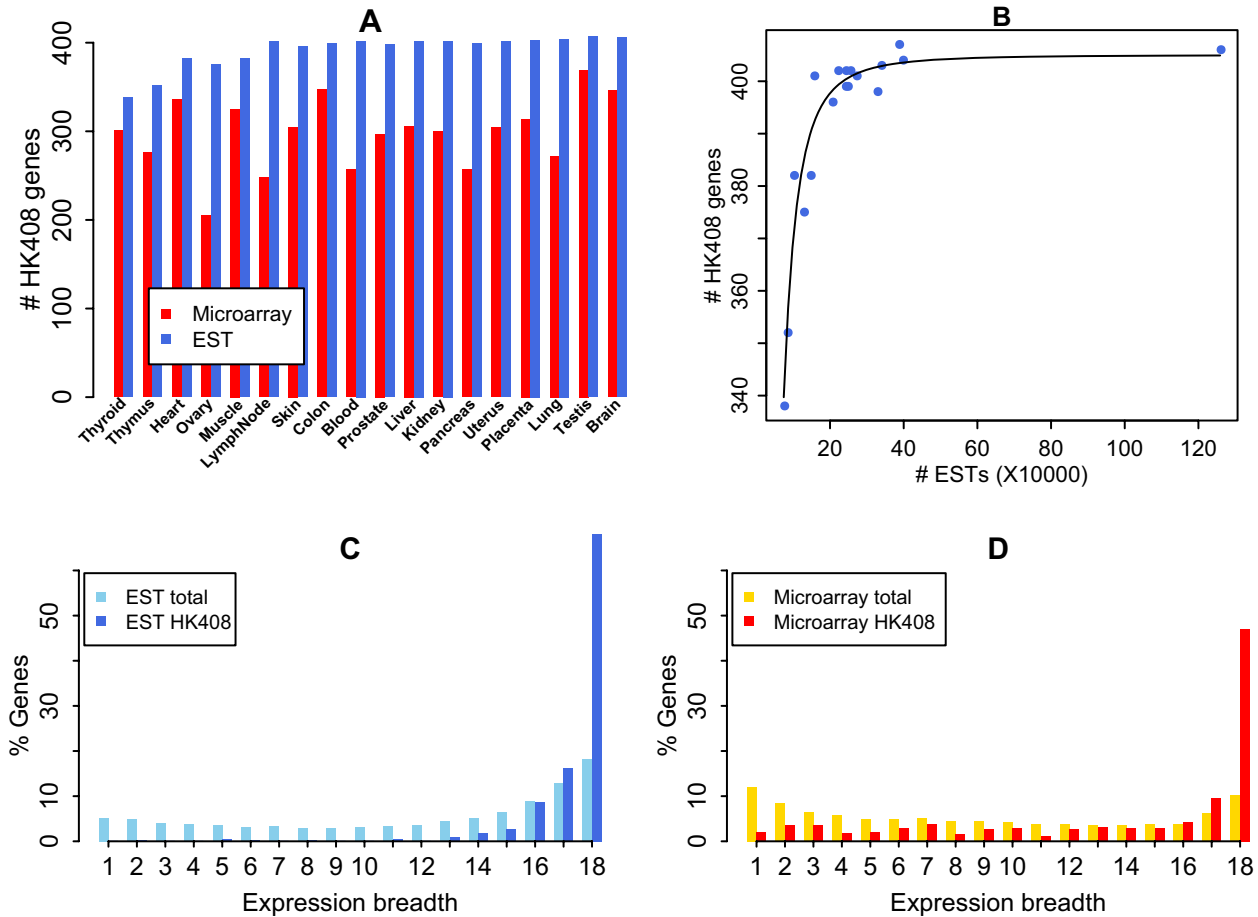 A
# HK408 genes
400
300
200
100
0
Microarray
EST
Thyroid
Thymus
Heart
Ovary
Muscle
LymphNode
Skin
Colon
Blood
Prostate
Liver
Kidney
Pancreas
Uterus
Placenta
Lung
Testis
Brain
B
# HK408 genes
400
380
360
340
20 40 60 80 100 120
# ESTs (X10000)
C
EST total
EST HK408
% Genes
50
30
10
0
1 2 3 4 5 6 7 8 9 10 12 14 16 18
Expression breadth
D
Microarray total
Microarray HK408
% Genes
50
30
10
0
1 2 3 4 5 6 7 8 9 10 12 14 16 18
Expression breadth